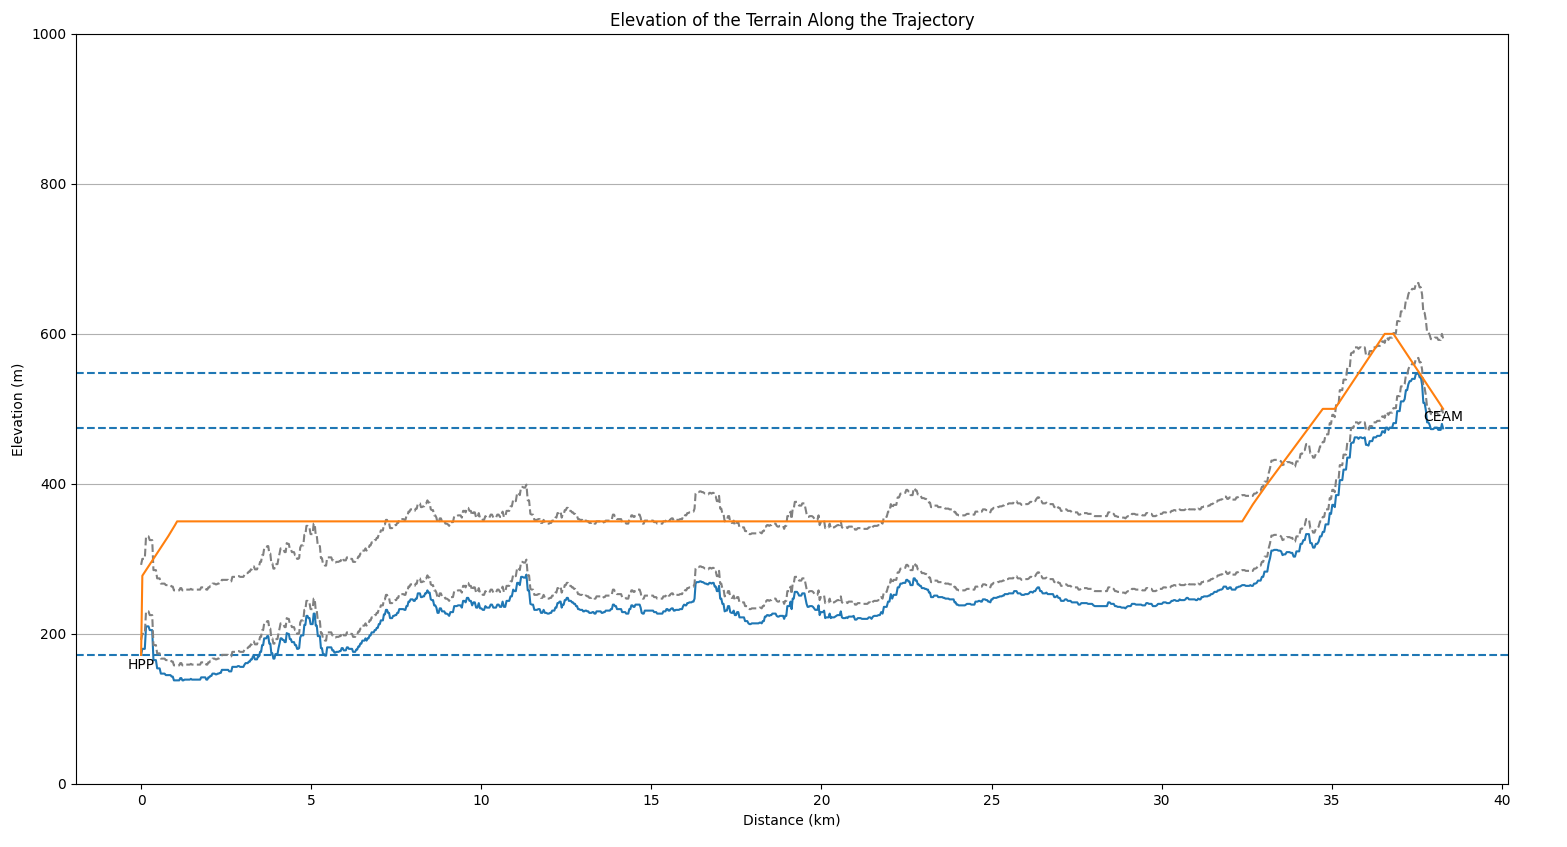 Elevation of the Terrain Along the Trajectory
1000
800
600
400
200
0
Elevation (m)
HPP
CEAM
0 5 10 15 20 25 30 35 40
Distance (km)